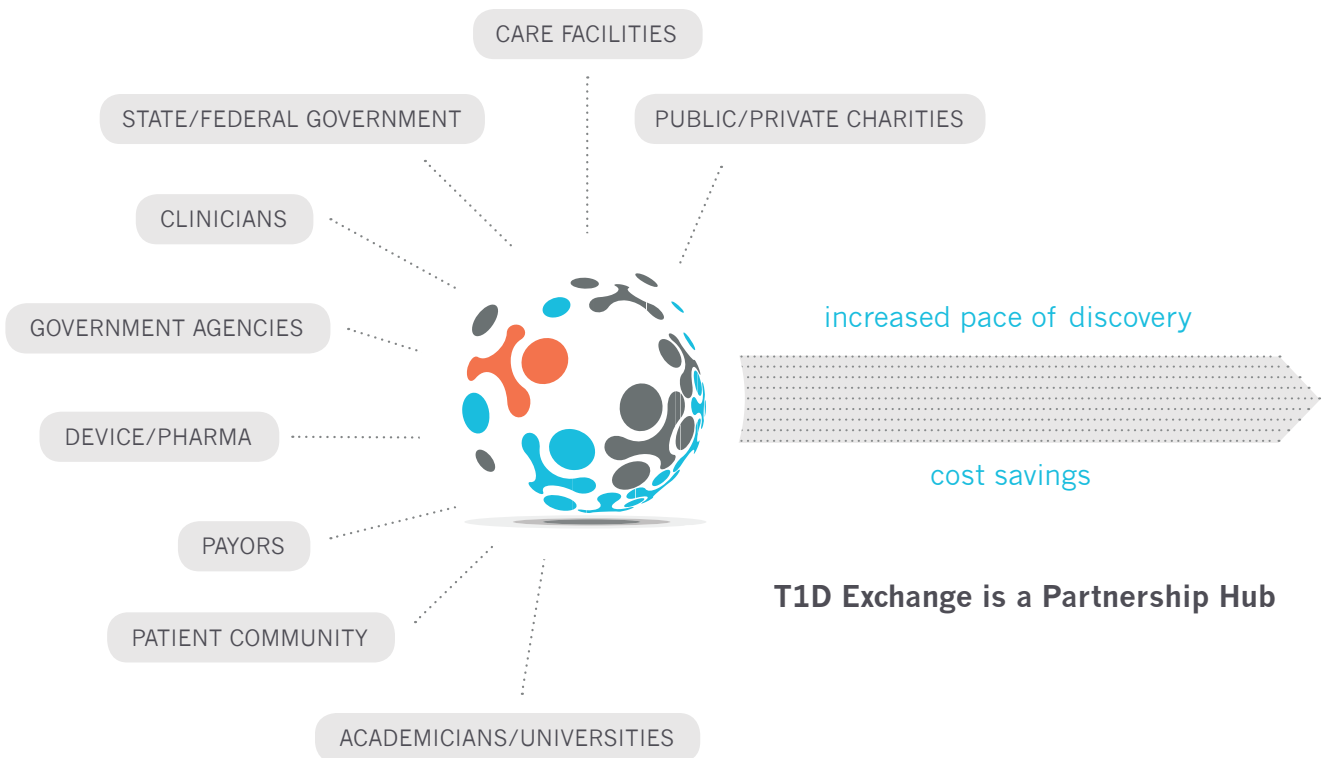 CARE FACILITIES
STATE/FEDERAL GOVERNMENT
PUBLIC/PRIVATE CHARITIES
CLINICIANS
GOVERNMENT AGENCIES
increased pace of discovery
DEVICE/PHARMA
cost savings
PAYORS
T1D Exchange is a Partnership Hub
PATIENT COMMUNITY
ACADEMICIANS/UNIVERSITIES